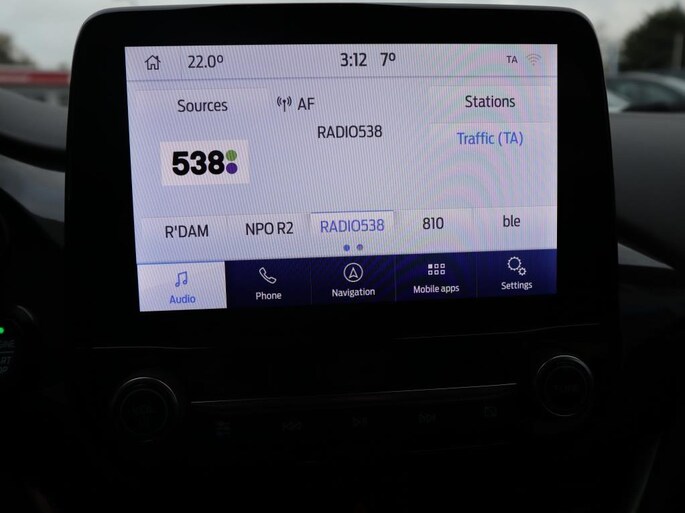 22.0° 3:12 7° TA
Sources AF Stations
RADIO538
Traffic (TA)
538
R'DAM NPO R2 RADIO538 810 ble
Audio Phone Navigation Mobile apps Settings